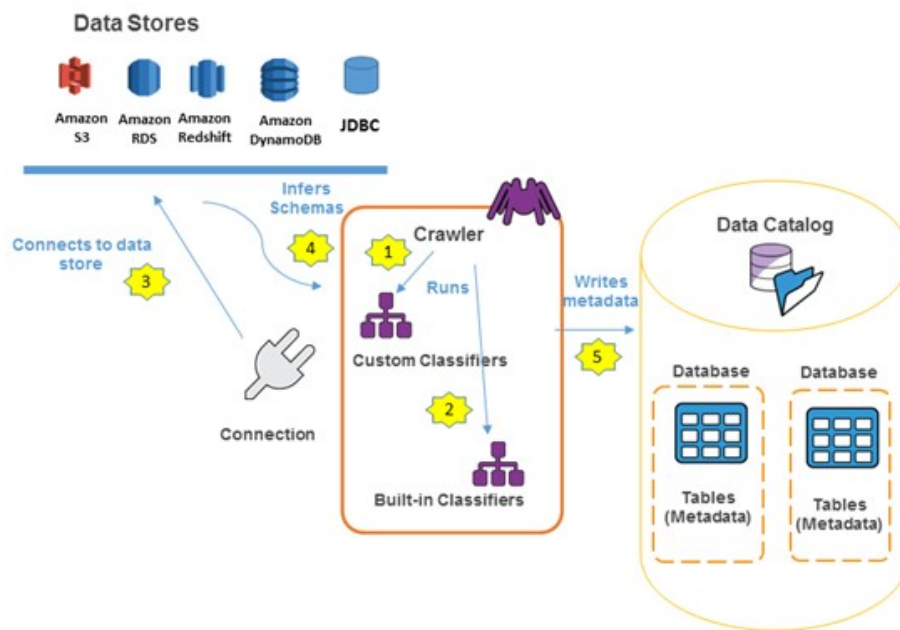 Data Stores
Amazon
S3
Amazon
RDS
Amazon
Redshift
Amazon
DynamoDB
JDBC
Infers
Schemas
4
Connects to data
store
3
Connection
1
Crawler
Runs
Custom Classifiers
2
Built-in Classifiers
Writes
metadata
5
Data Catalog
Database
Tables
(Metadata)
Database
Tables
(Metadata)